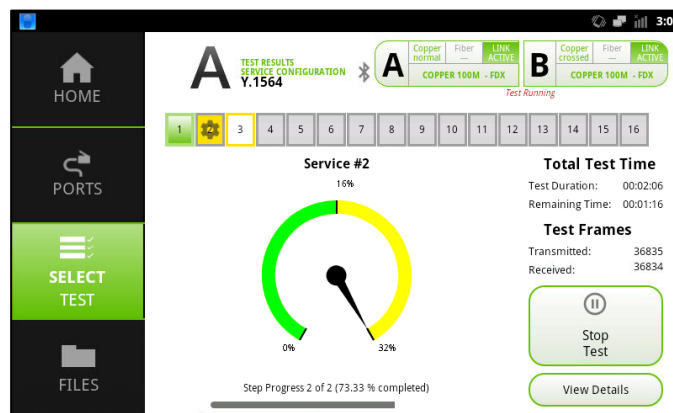 3:0
HOME
PORTS
SELECT
TEST
FILES
A
TEST RESULTS
SERVICE CONFIGURATION
Y.1564
A
Copper
normal
Fiber
---
LINK
ACTIVE
COPPER 100M - FDX
B
Copper
crossed
Fiber
---
LINK
ACTIVE
COPPER 100M - FDX
Test Running
1 2 3 4 5 6 7 8 9 10 11 12 13 14 15 16
Service #2
16%
0%
32%
Step Progress 2 of 2 (73.33 % completed)
Total Test Time
Test Duration: 00:02:06
Remaining Time: 00:01:16
Test Frames
Transmitted: 36835
Received: 36834
Stop
Test
View Details